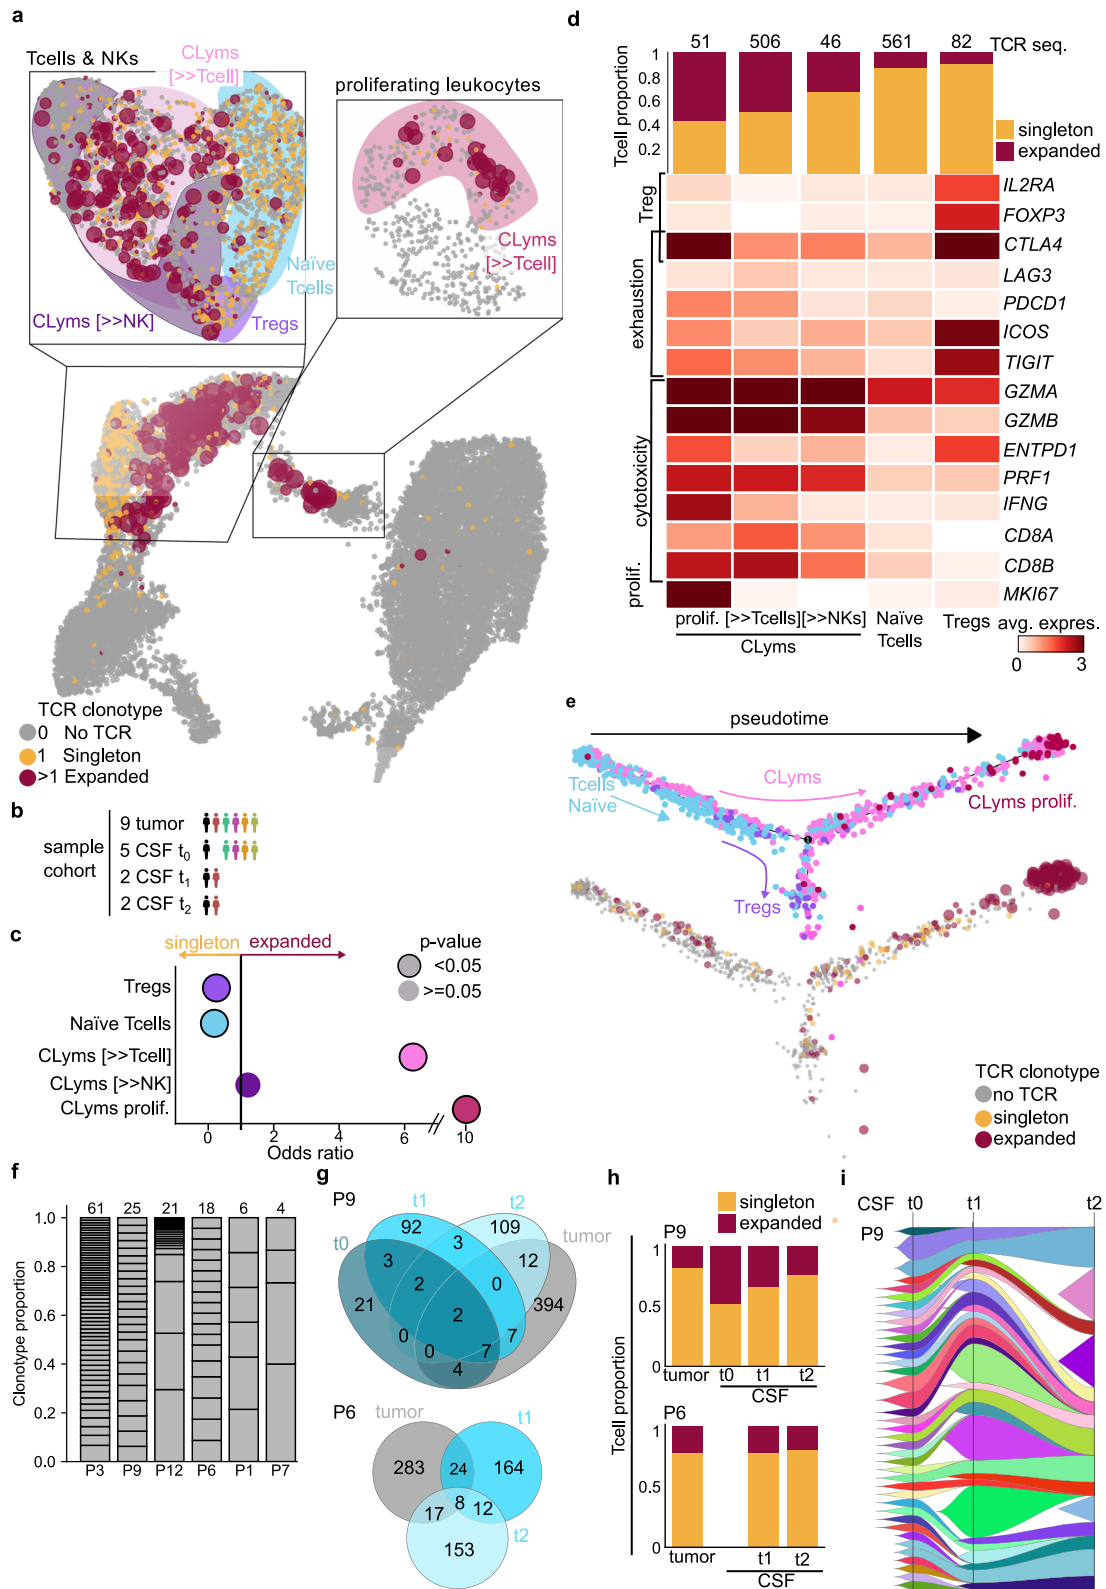 a
Tcells & NKs
CLyms
[>>Tcell]
proliferating leukocytes
Naïve
Tcells
CLyms [>>NK]
Tregs
CLyms
[>>Tcell]
TCR clonotype
0 No TCR
1 Singleton
>1 Expanded
b
sample
cohort
9 tumor
5 CSF t0
2 CSF t1
2 CSF t2
c
singleton
expanded
p-value
<0.05
>=0.05
Tregs
Naïve Tcells
CLyms [>>Tcell]
CLyms [>>NK]
CLyms prolif.
0 2 4 6 10
Odds ratio
d
51 506 46 561 82 TCR seq.
Tcell proportion
1
0.8
0.6
0.4
0.2
singleton
expanded
Treg
exhaustion
cytotoxicity
prolif.
IL2RA
FOXP3
CTLA4
LAG3
PDCD1
ICOS
TIGIT
GZMA
GZMB
ENTPD1
PRF1
IFNG
CD8A
CD8B
MKI67
prolif. [>>Tcells] [>>NKs] Naïve Tcells Tregs
CLyms
avg. expres.
0 3
e
pseudotime
Tcells
Naïve
CLyms
CLyms prolif.
Tregs
1
TCR clonotype
no TCR
singleton
expanded
f
61 25 21 18 6 4
Clonotype proportion
1.0
0.8
0.6
0.4
0.2
0.0
P3 P9 P12 P6 P1 P7
g
P9
t1
t2
t0
tumor
92
3
109
3
12
2
0
21
2
394
0
0
7
7
4
P6
tumor
t1
283
24
164
17
8
12
t2
153
h
singleton
expanded
Tcell proportion
P9
1
0.5
0
tumor t0 t1 t2
CSF
P6
1
0.5
0
tumor t1 t2
CSF
i
CSF
t0 t1 t2
P9